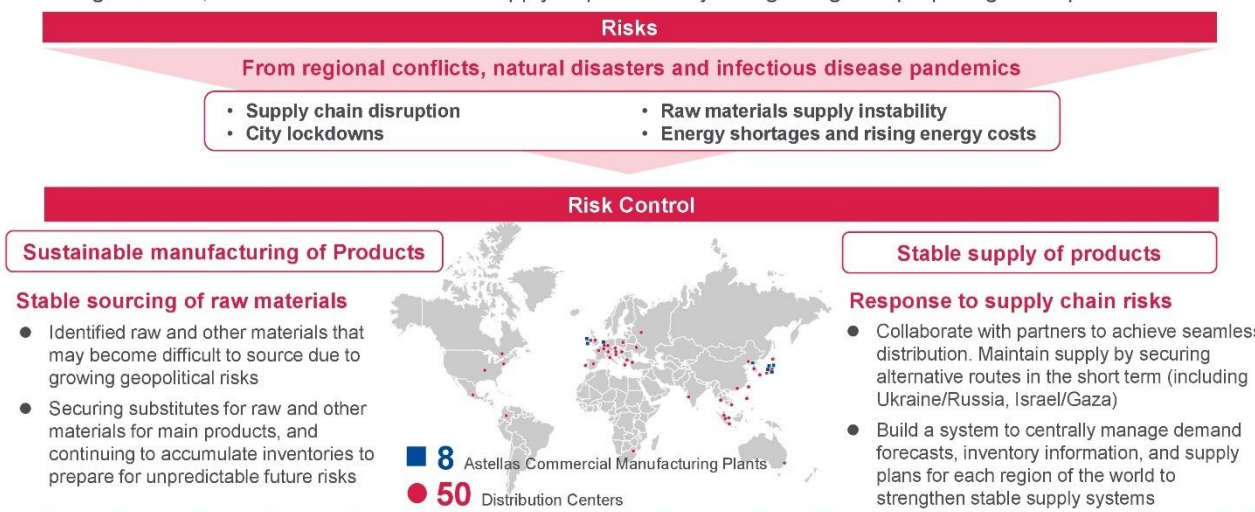 Risks
From regional conflicts, natural disasters and infectious disease pandemics
• Supply chain disruption
• City lockdowns
• Raw materials supply instability
• Energy shortages and rising energy costs
Risk Control
Sustainable manufacturing of Products
Stable sourcing of raw materials
● Identified raw and other materials that
may become difficult to source due to
growing geopolitical risks
● Securing substitutes for raw and other
materials for main products, and
continuing to accumulate inventories to
prepare for unpredictable future risks
8 Astellas Commercial Manufacturing Plants
50 Distribution Centers
Stable supply of products
Response to supply chain risks
● Collaborate with partners to achieve seamless
distribution. Maintain supply by securing
alternative routes in the short term (including
Ukraine/Russia, Israel/Gaza)
● Build a system to centrally manage demand
forecasts, inventory information, and supply
plans for each region of the world to
strengthen stable supply systems